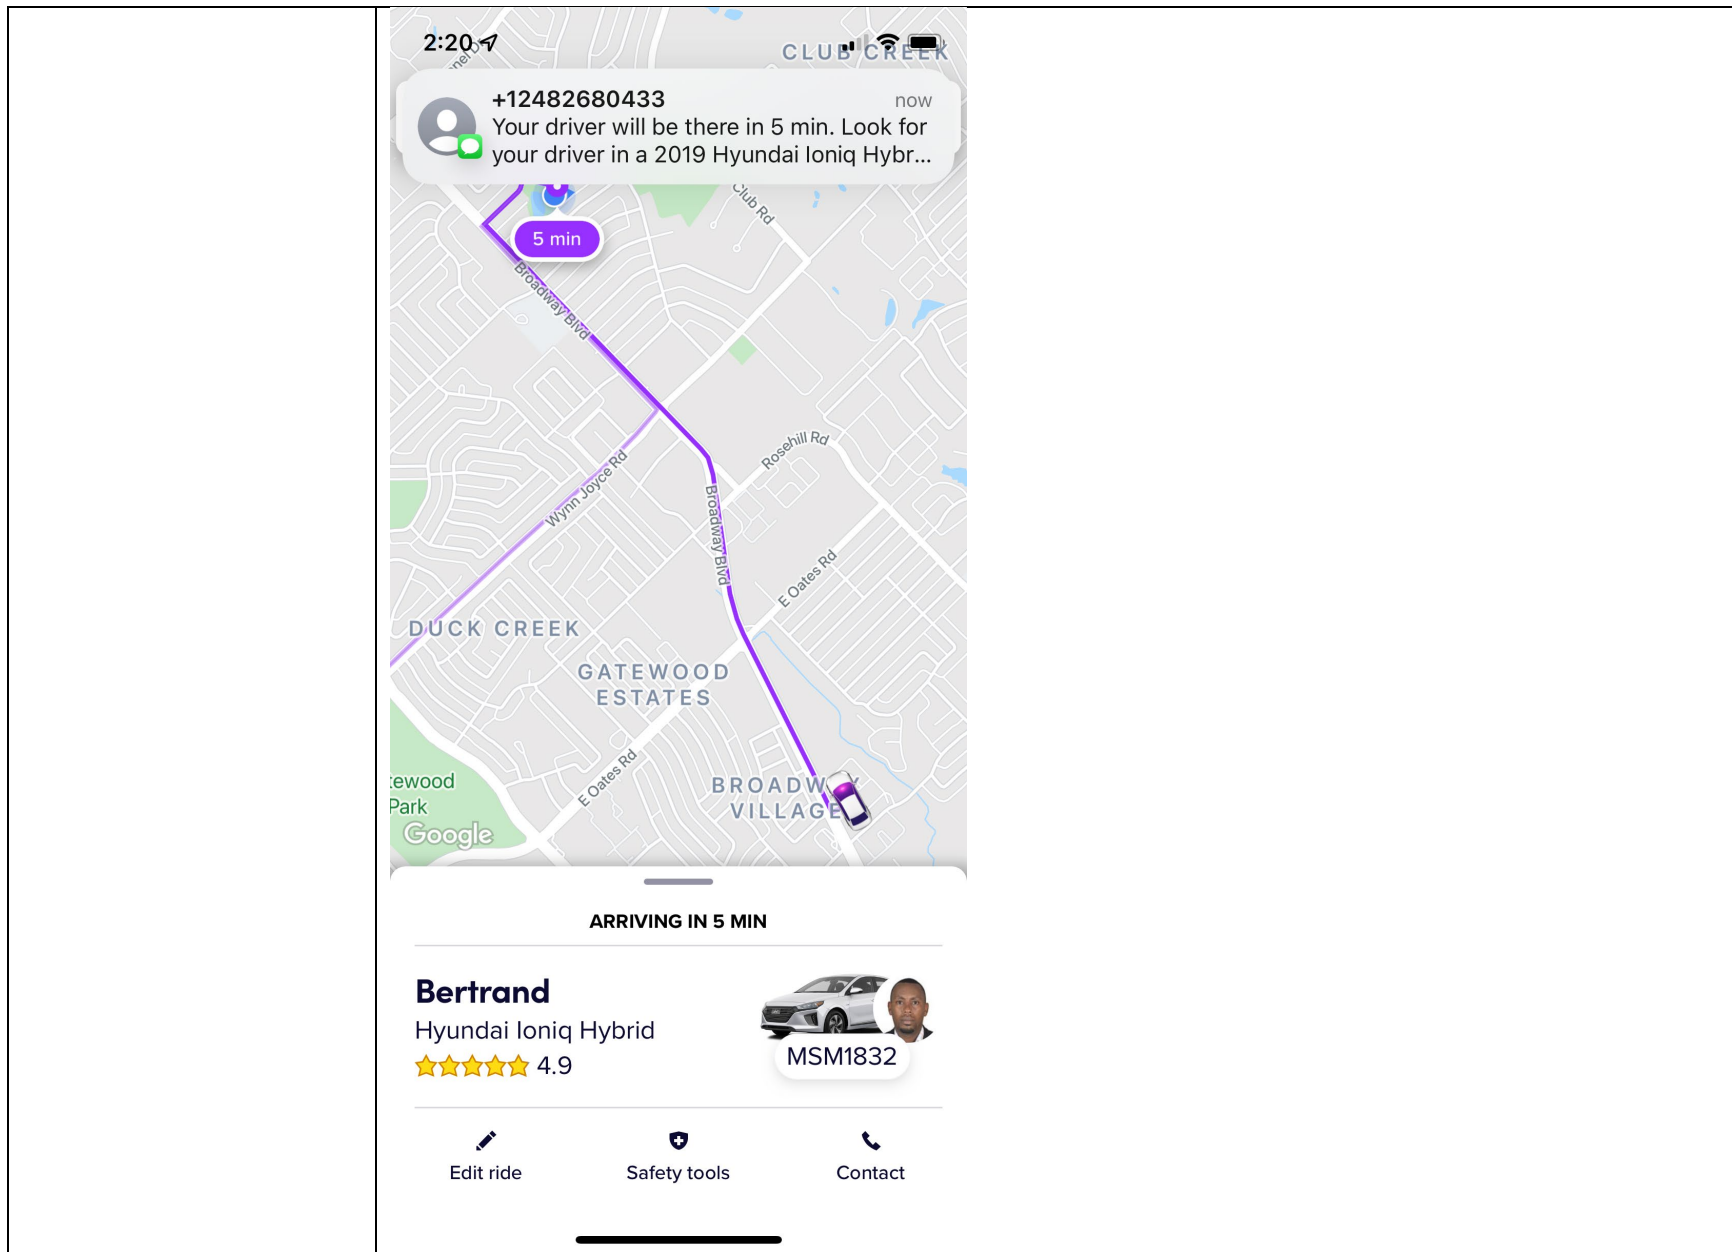 2:20
CLUB CREEK
+12482680433
now
Your driver will be there in 5 min. Look for
your driver in a 2019 Hyundai Ioniq Hybr...
Club Rd
5 min
Broadway Blvd
Rosehill Rd
Wynn Joyce Rd
Broadway Blvd
E Oates Rd
DUCK CREEK
GATEWOOD
ESTATES
E Oates Rd
BROADW
VILLAGE
ewood
Park
Google
ARRIVING IN 5 MIN
Bertrand
Hyundai Ioniq Hybrid
4.9
MSM1832
Edit ride
Safety tools
Contact